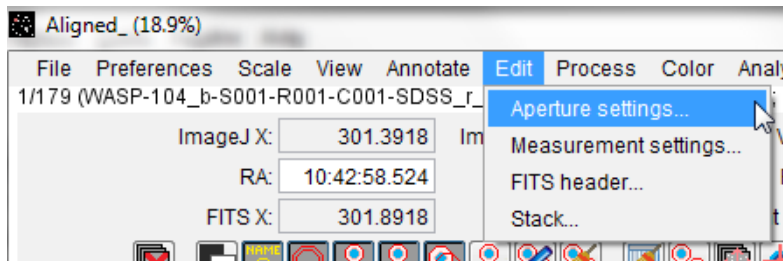 Aligned_ (18.9%)
File Preferences Scale View Annotate Edit Process Color
1/179 (WASP-104_b-S001-R001-C001-SDSS_r_
Aperture settings...
ImageJ X: 301.3918
Measurement settings...
RA: 10:42:58.524
FITS header...
FITS X: 301.8918
Stack...
NAME